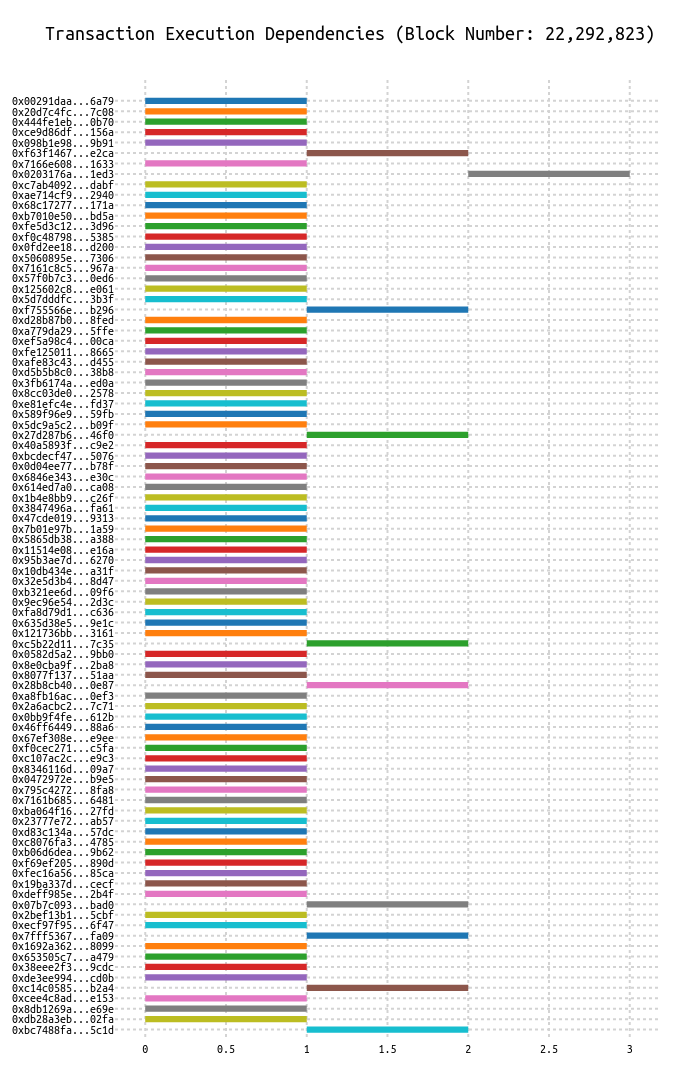 Transaction Execution Dependencies (Block Number: 22,292,823)
0x00291daa...6a79
0x20d7c4fc...7c08
0x444fe1eb...0b70
0xce9d86df...156a
0x098b1e98...9b91
0xf63f1467...e2ca
0x7166e608...1633
0x0203176a...1ed3
0xc7ab4092...dabf
0xae714cf9...2940
0x68c17277...171a
0xb7010e50...bd5a
0xfe5d3c12...3d96
0xf0c48798...5385
0x0fd2ee18...d200
0x5060895e...7306
0x7161c8c5...967a
0x57f0b7c3...0ed6
0x125602c8...e061
0x5d7dddfc...3b3f
0xf755566e...b296
0xd28b87b0...8fed
0xa779da29...5ffe
0xef5a98c4...00ca
0xfe125011...8665
0xafe83c43...d455
0xd5b5b8c0...38b8
0x3fb6174a...ed0a
0x8cc03de0...2578
0xe81efc4e...fd37
0x589f96e9...59fb
0x5dc9a5c2...b09f
0x27d287b6...46f0
0x40a5893f...c9e2
0xbcdecf47...5076
0x0d04ee77...b78f
0x6846e343...e30c
0x614ed7a0...ca08
0x1b4e8bb9...c26f
0x3847496a...fa61
0x47cde019...9313
0x7b01e97b...1a59
0x5865db38...a388
0x11514e08...e16a
0x95b3ae7d...6270
0x10db434e...a31f
0x32e5d3b4...8d47
0xb321ee6d...09f6
0x9ec96e54...2d3c
0xfa8d79d1...c636
0x635d38e5...9e1c
0x121736bb...3161
0xc5b22d11...7c35
0x0582d5a2...9bb0
0x8e0cba9f...2ba8
0x8077f137...51aa
0x28b8cb40...0e87
0xa8fb16ac...0ef3
0x2a6acbc2...7c71
0x0bb9f4fe...612b
0x46ff6449...88a6
0x67ef308e...e9ee
0xf0cec271...c5fa
0xc107ac2c...e9c3
0x8346116d...09a7
0x0472972e...b9e5
0x795c4272...8fa8
0x7161b685...6481
0xba064f16...27fd
0x23777e72...ab57
0xd83c134a...57dc
0xc8076fa3...4785
0xb06d6dea...9b62
0xf69ef205...890d
0xfec16a56...85ca
0x19ba337d...cecf
0xdeff985e...2b4f
0x07b7c093...bad0
0x2bef13b1...5cbf
0xecf97f95...6f47
0x7fff5367...fa09
0x1692a362...8099
0x653505c7...a479
0x38eee2f3...9cdc
0xde3ee994...cd0b
0xc14c0585...b2a4
0xcee4c8ad...e153
0x8db1269a...e69e
0xdb28a3eb...02fa
0xbc7488fa...5c1d
0 0.5 1 1.5 2 2.5 3